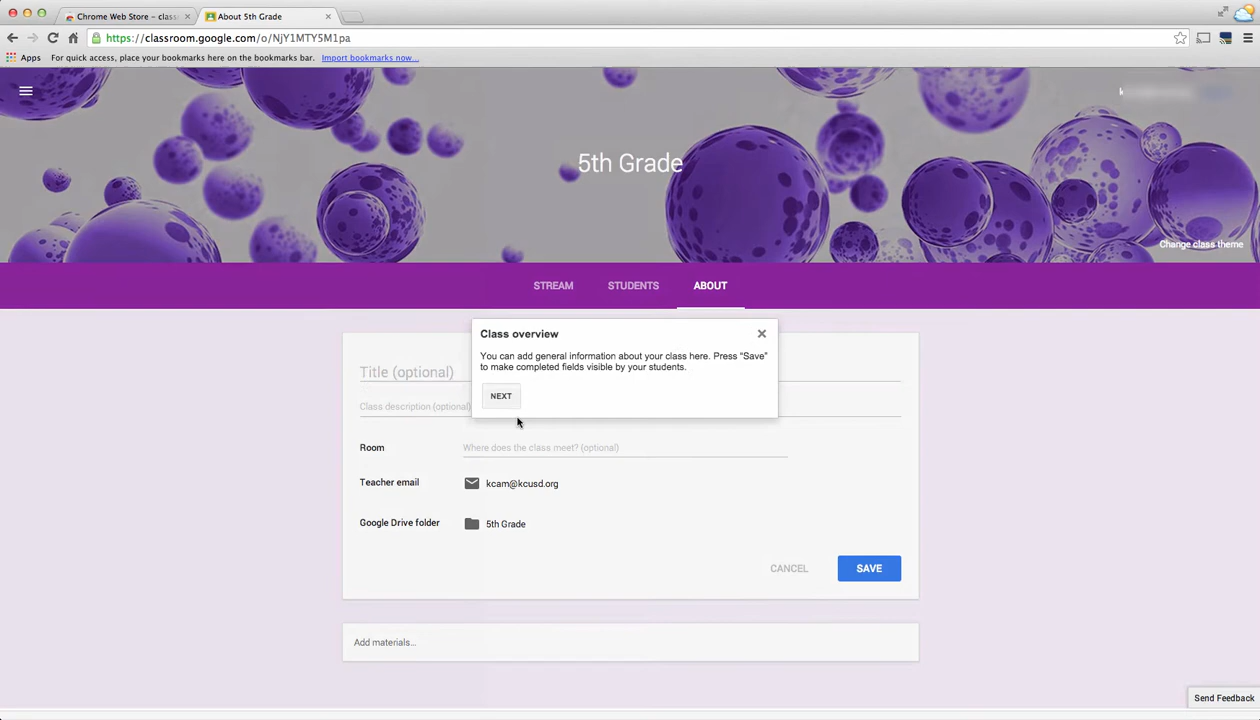 Chrome Web Store – class
About 5th Grade
https://classroom.google.com/o/NjY1MTY5M1pa
Apps For quick access, place your bookmarks here on the bookmarks bar. Import bookmarks now...
5th Grade
Change class theme
STREAM STUDENTS ABOUT
Class overview
You can add general information about your class here. Press "Save"
to make completed fields visible by your students.
NEXT
Title (optional)
Class description (optional)
Room Where does the class meet? (optional)
Teacher email kcam@kcusd.org
Google Drive folder 5th Grade
CANCEL SAVE
Add materials...
Send Feedback